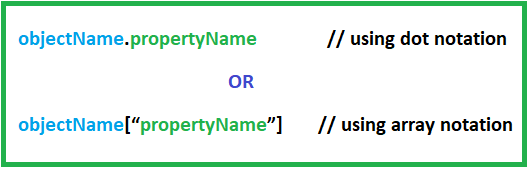 objectName.propertyName // using dot notation
OR
objectName[“propertyName”] // using array notation